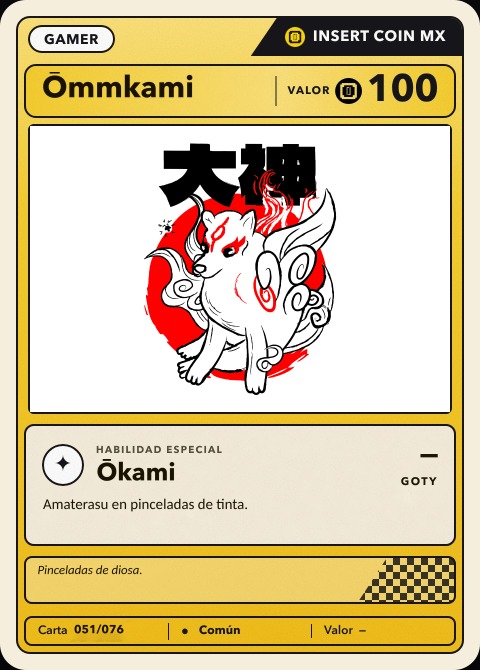 GAMER
INSERT COIN MX
Ōmmkami
VALOR 100
大神
HABILIDAD ESPECIAL
Ōkami
—
GOTY
Amaterasu en pinceladas de tinta.
Pinceladas de diosa.
Carta 051/076
• Común
Valor –